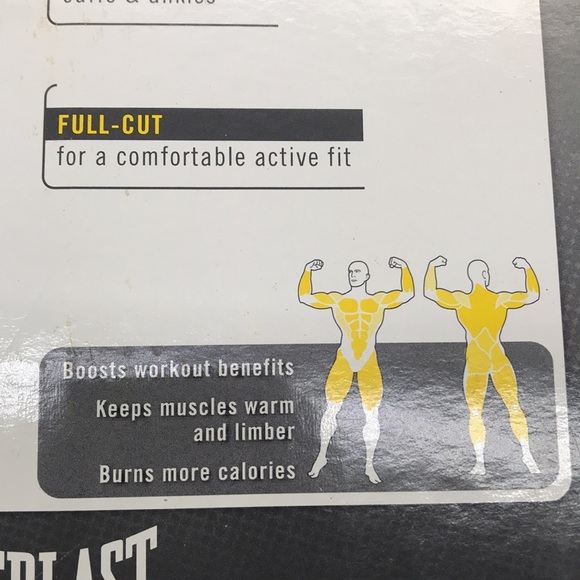 FULL-CUT
for a comfortable active fit
Boosts workout benefits
Keeps muscles warm
and limber
Burns more calories